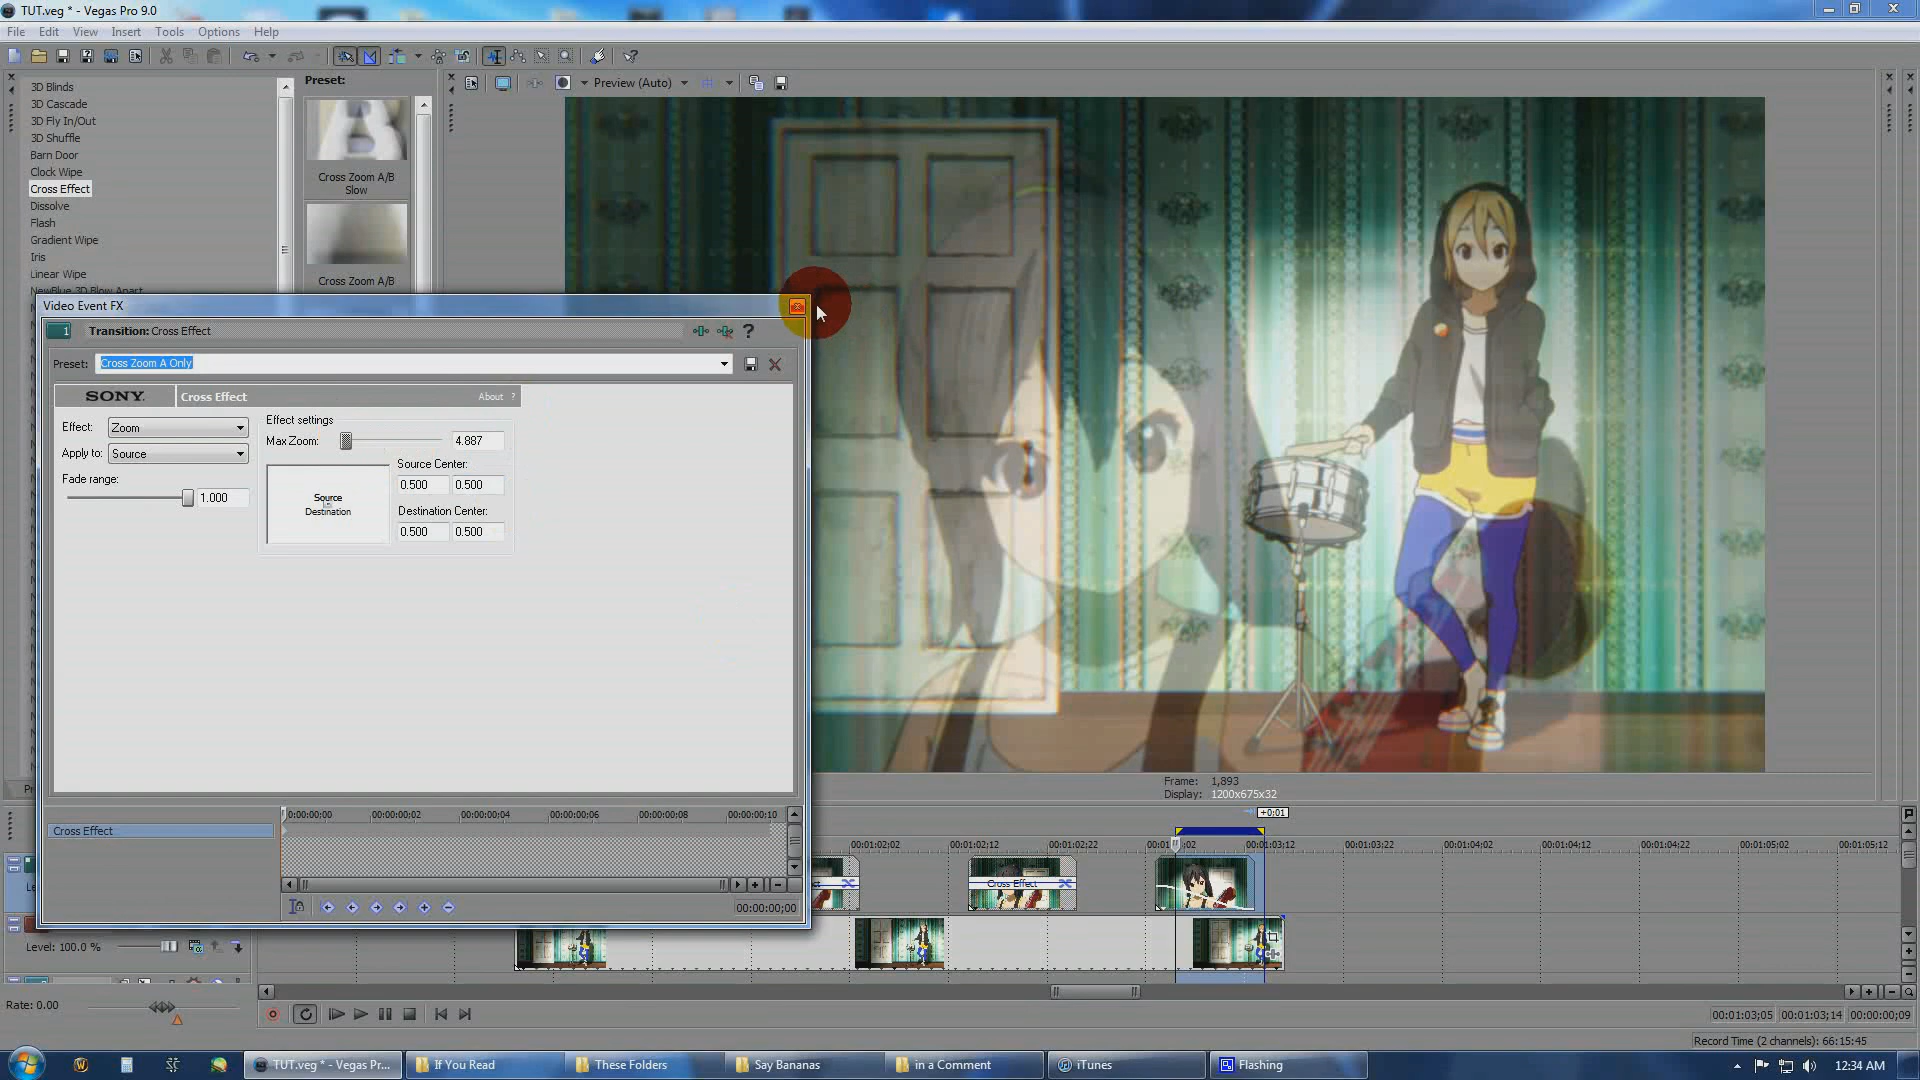 TUT.veg * - Vegas Pro 9.0
File Edit View Insert Tools Options Help
3D Blinds
3D Cascade
3D Fly In/Out
3D Shuffle
Barn Door
Clock Wipe
Cross Effect
Dissolve
Flash
Gradient Wipe
Iris
Linear Wipe
NewBlue 3D Blow Apart
Preset:
Cross Zoom A/B
Slow
Cross Zoom A/B
Preview (Auto)
Video Event FX
1 Transition: Cross Effect ?
Preset: Cross Zoom A Only
SONY Cross Effect About ?
Effect: Zoom
Apply to: Source
Fade range:
1.000
Effect settings
Max Zoom: 4.887
Source Center:
0.500 0.500
Destination Center:
0.500 0.500
Source
Destination
0:00:00;00 00:00:00;02 00:00:00;04 00:00:00;06 00:00:00;08 00:00:00;10
Cross Effect
00:00:00;00
Frame: 1,893
Display: 1200x675x32
+0:01
00:01:02;02 00:01:02;12 00:01:02;22 00:01:03;12 00:01:03;22 00:01:04;02 00:01:04;12 00:01:04;22 00:01:05;02 00:01:05;12
Cross Effect
Level: 100.0 %
Rate: 0.00
00:01:03;05 00:01:03;14 00:00:00;09
Record Time (2 channels): 66:15:45
TUT.veg * - Vegas Pr...
If You Read
These Folders
Say Bananas
in a Comment
iTunes
Flashing
12:34 AM